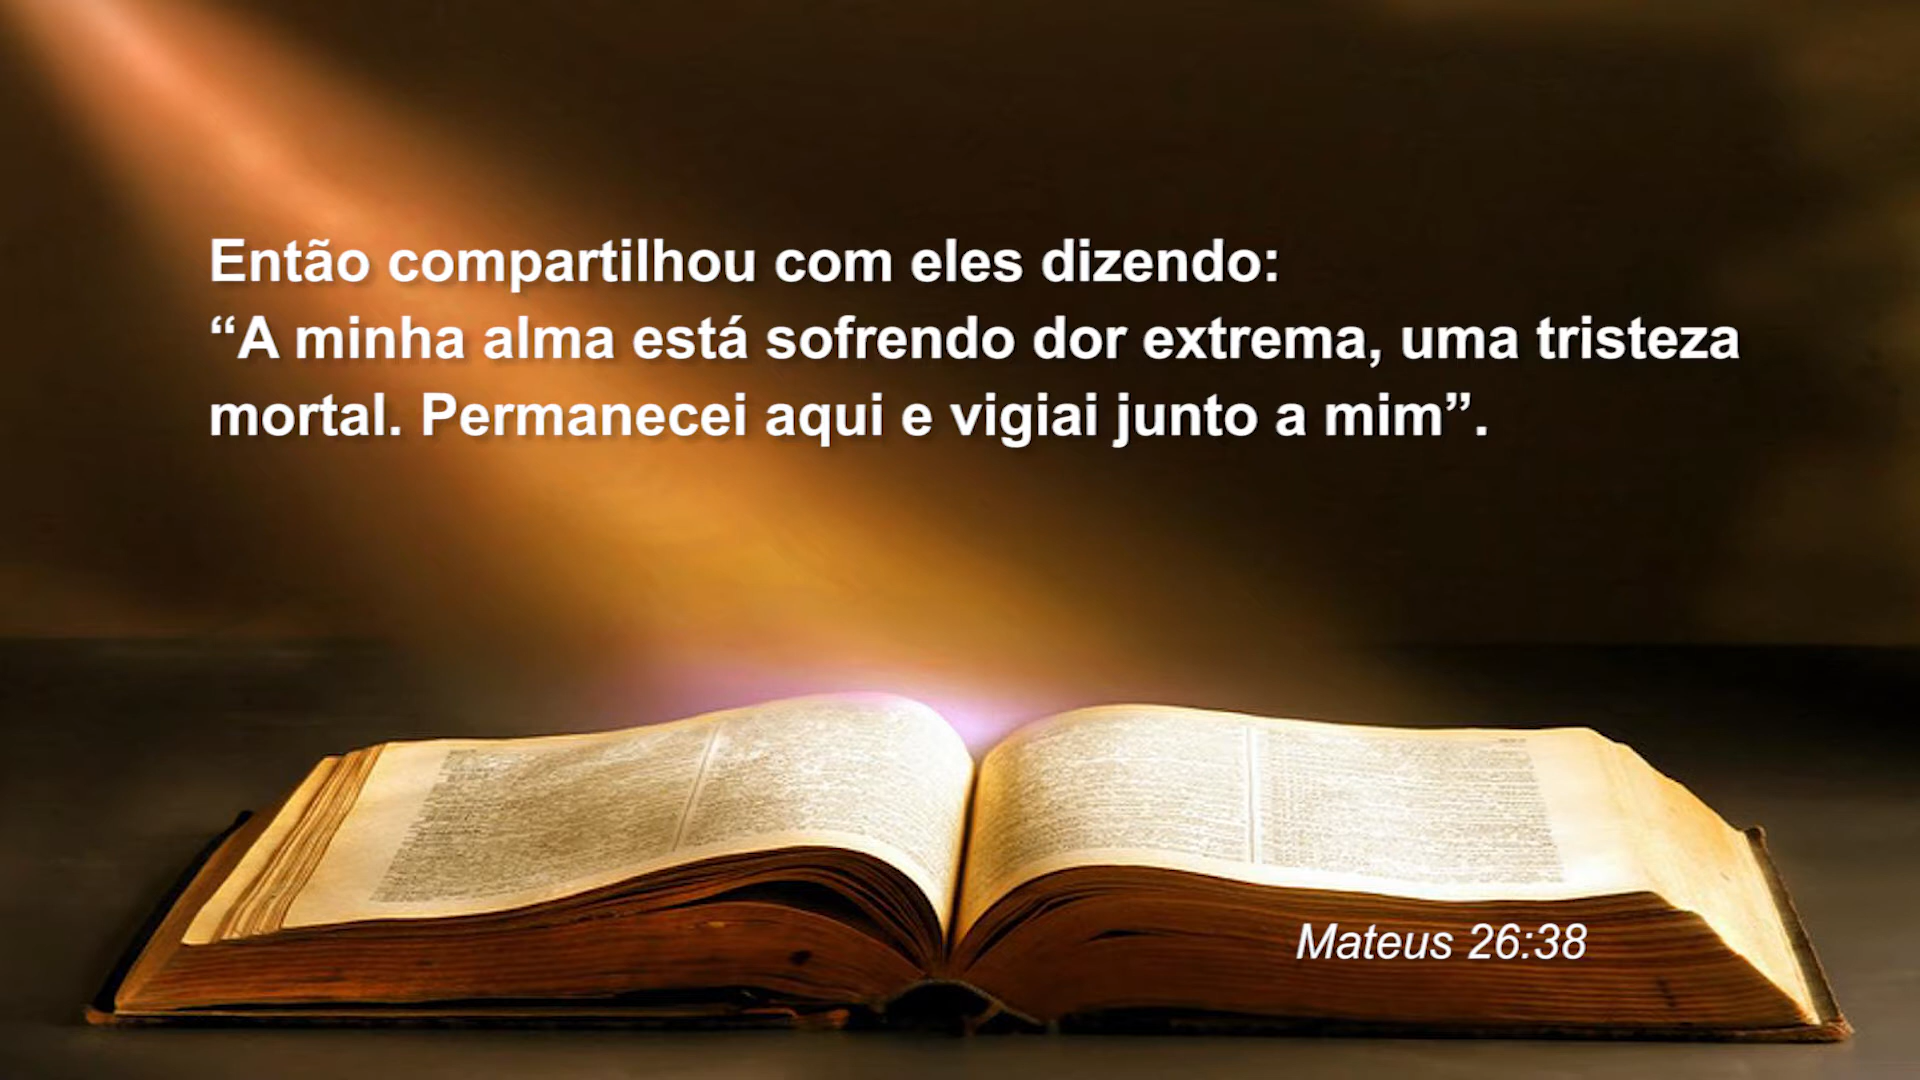 Então compartilhou com eles dizendo:
“A minha alma está sofrendo dor extrema, uma tristeza
mortal. Permanecei aqui e vigiai junto a mim”.
Mateus 26:38